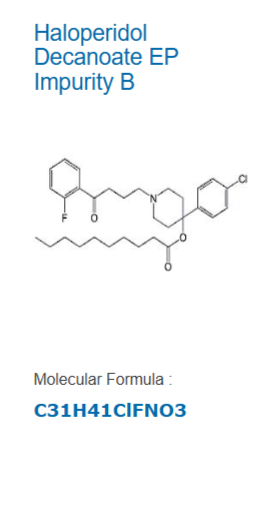 Haloperidol
Decanoate EP
Impurity B
Cl
N
F
O
O
O
Molecular Formula :
C31H41ClFNO3